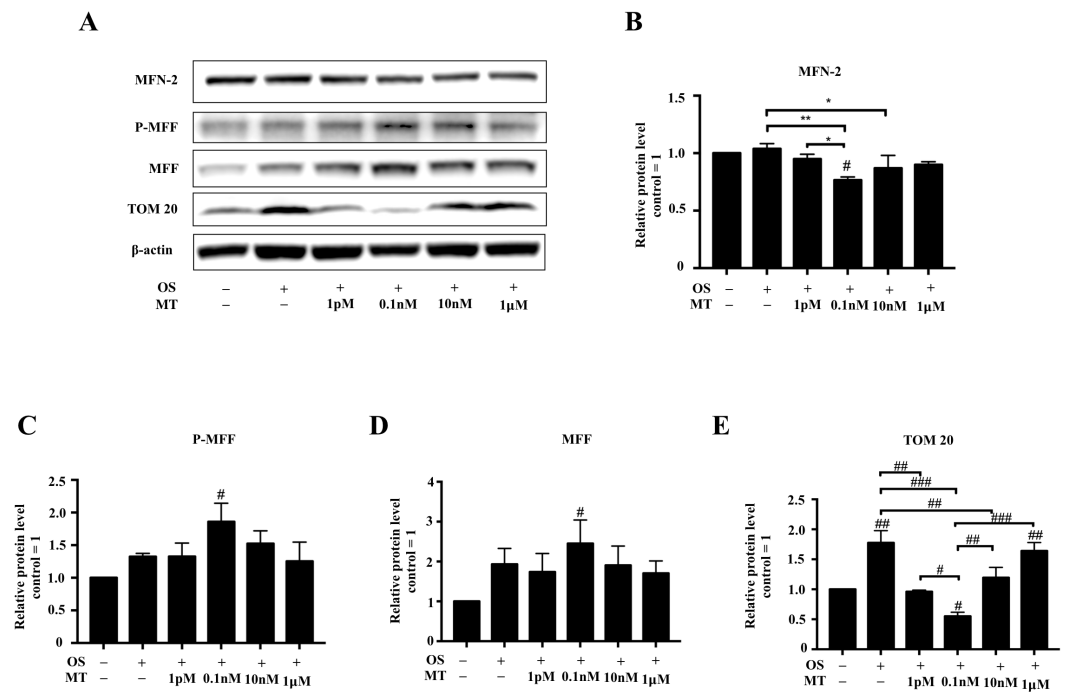 A
MFN-2
P-MFF
MFF
TOM 20
β-actin
OS – + + + + +
MT – – 1pM 0.1nM 10nM 1μM
B
MFN-2
Relative protein level
control = 1
1.5
1.0
0.5
0
*
**
*
#
OS – + + + + +
MT – – 1pM 0.1nM 10nM 1μM
C
P-MFF
Relative protein level
control = 1
2.5
2.0
1.5
1.0
0.5
0
#
OS – + + + + +
MT – – 1pM 0.1nM 10nM 1μM
D
MFF
Relative protein level
control = 1
4
3
2
1
0
#
OS – + + + + +
MT – – 1pM 0.1nM 10nM 1μM
E
TOM 20
Relative protein level
control = 1
2.5
2.0
1.5
1.0
0.5
0
##
###
##
###
## ##
##
#
#
OS – + + + + +
MT – – 1pM 0.1nM 10nM 1μM